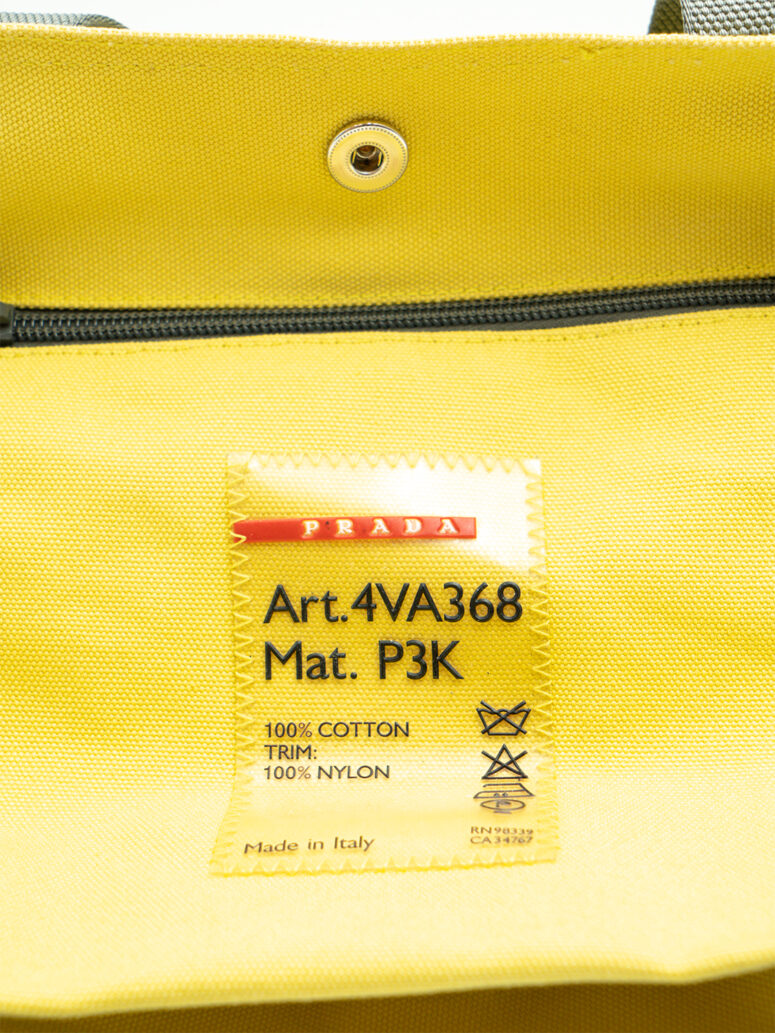 PRADA
Art.4VA368
Mat. P3K
100% COTTON
TRIM:
100% NYLON
Made in Italy
RN 98339
CA 34767